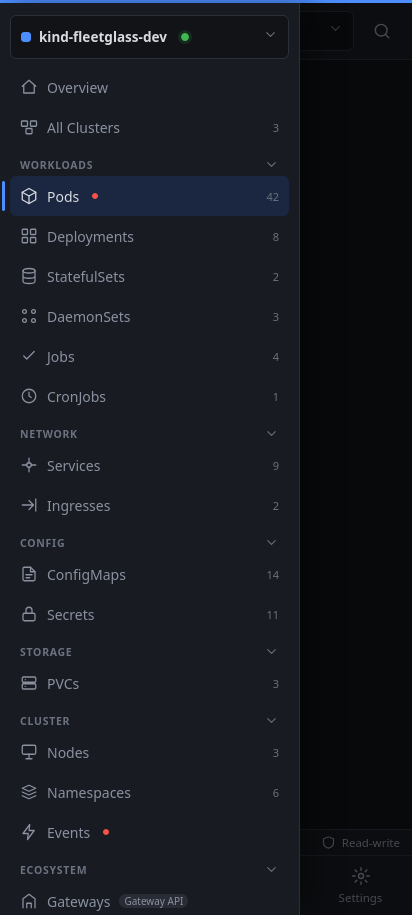 kind-fleetglass-dev
Overview
All Clusters 3
WORKLOADS
Pods 42
Deployments 8
StatefulSets 2
DaemonSets 3
Jobs 4
CronJobs 1
NETWORK
Services 9
Ingresses 2
CONFIG
ConfigMaps 14
Secrets 11
STORAGE
PVCs 3
CLUSTER
Nodes 3
Namespaces 6
Events
ECOSYSTEM
Gateways Gateway API
Read-write
Settings